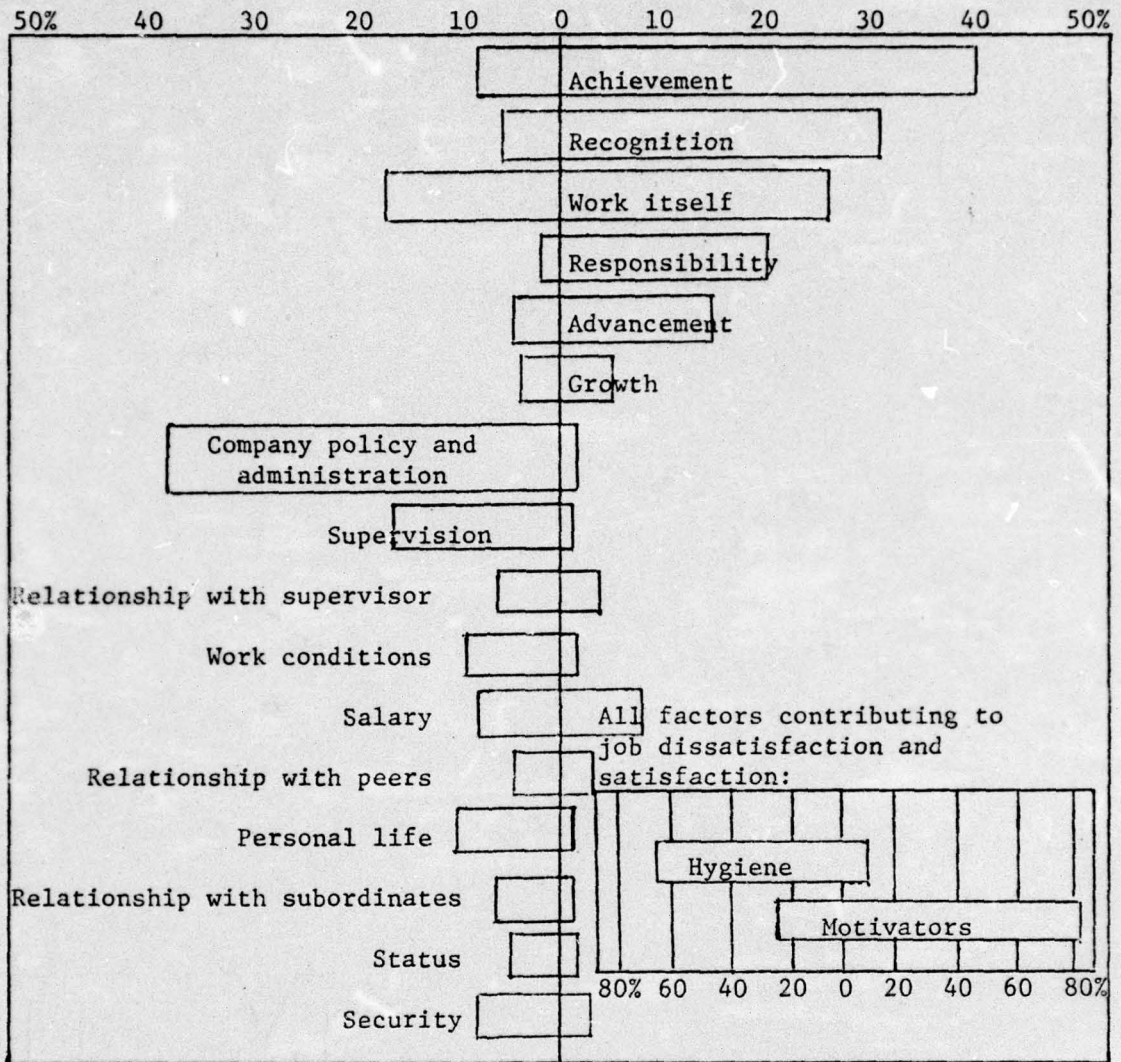 50% 40 30 20 10 0 10 20 30 40 50%
Achievement
Recognition
Work itself
Responsibility
Advancement
Growth
Company policy and
administration
Supervision
Relationship with supervisor
Work conditions
Salary
All factors contributing to
job dissatisfaction and
satisfaction:
Relationship with peers
Personal life
Hygiene
Relationship with subordinates
Motivators
Status
80% 60 40 20 0 20 40 60 80%
Security